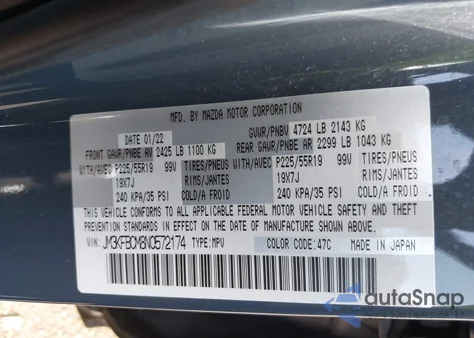 MFD. BY MAZDA MOTOR CORPORATION
DATE 01/22 GVWR/PNBV 4724 LB 2143 KG
FRONT GAWR/PNBE AV 2425 LB 1100 KG REAR GAWR/PNBE AR 2299 LB 1043 KG
WITH/AVEC P225/55R19 99V TIRES/PNEUS WITH/AVEC P225/55R19 99V TIRES/PNEUS
19X7J RIMS/JANTES 19X7J RIMS/JANTES
240 KPA/35 PSI COLD/A FROID 240 KPA/35 PSI COLD/A FROID
THIS VEHICLE CONFORMS TO ALL APPLICABLE FEDERAL MOTOR VEHICLE SAFETY
STANDARDS IN EFFECT ON THE DATE OF MANUFACTURE SHOWN ABOVE.
VIN: JM3KFBCM8N0572174 TYPE: MPV COLOR CODE: 47C MADE IN JAPAN
autoSnap